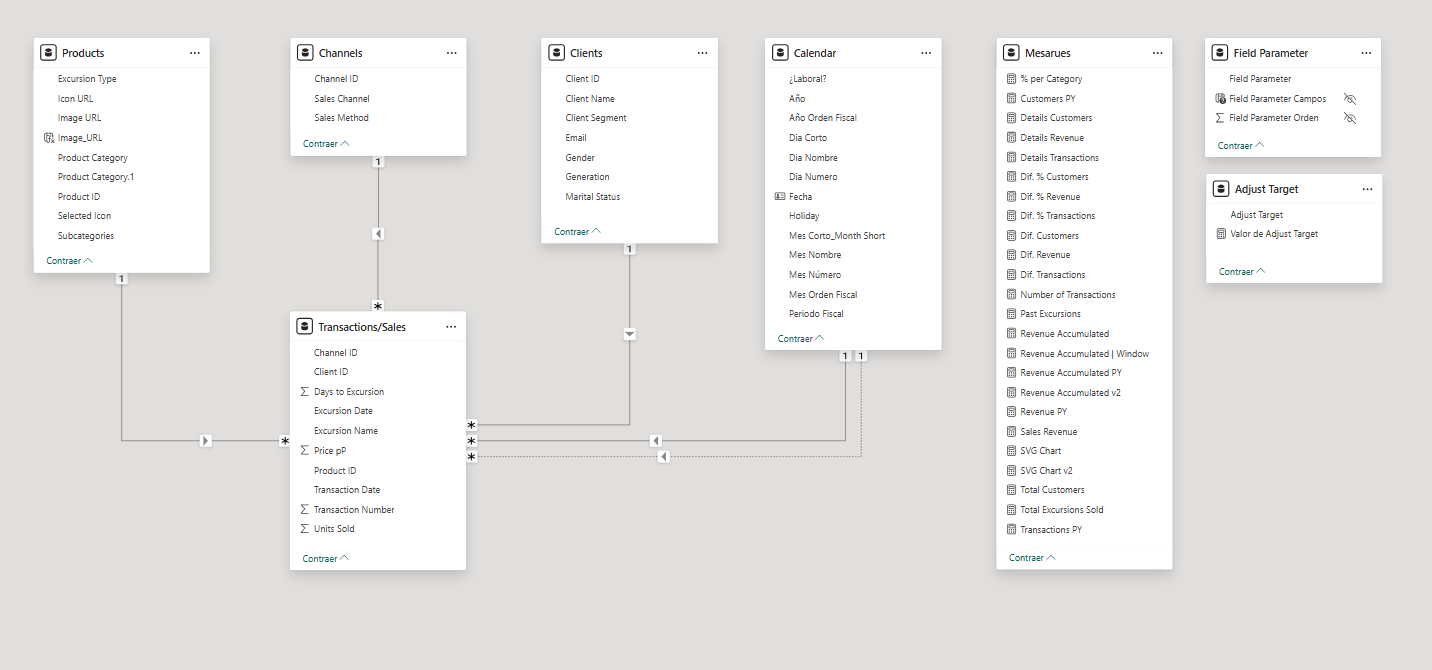 Products
Excursion Type
Icon URL
Image URL
Image_URL
Product Category
Product Category.1
Product ID
Selected Icon
Subcategories
Contraer
1
Channels
Channel ID
Sales Channel
Sales Method
Contraer
1
*
Clients
Client ID
Client Name
Client Segment
Email
Gender
Generation
Marital Status
Contraer
1
Calendar
¿Laboral?
Año
Año Orden Fiscal
Dia Corto
Dia Nombre
Dia Numero
Fecha
Holiday
Mes Corto_Month Short
Mes Nombre
Mes Número
Mes Orden Fiscal
Periodo Fiscal
Contraer
1 1
Transactions/Sales
Channel ID
Client ID
Days to Excursion
Excursion Date
Excursion Name
Price pP
Product ID
Transaction Date
Transaction Number
Units Sold
Contraer
*
*
*
*
Mesarues
% per Category
Customers PY
Details Customers
Details Revenue
Details Transactions
Dif. % Customers
Dif. % Revenue
Dif. % Transactions
Dif. Customers
Dif. Revenue
Dif. Transactions
Number of Transactions
Past Excursions
Revenue Accumulated
Revenue Accumulated | Window
Revenue Accumulated PY
Revenue Accumulated v2
Revenue PY
Sales Revenue
SVG Chart
SVG Chart v2
Total Customers
Total Excursions Sold
Transactions PY
Contraer
Field Parameter
Field Parameter
Field Parameter Campos
Field Parameter Orden
Contraer
Adjust Target
Adjust Target
Valor de Adjust Target
Contraer